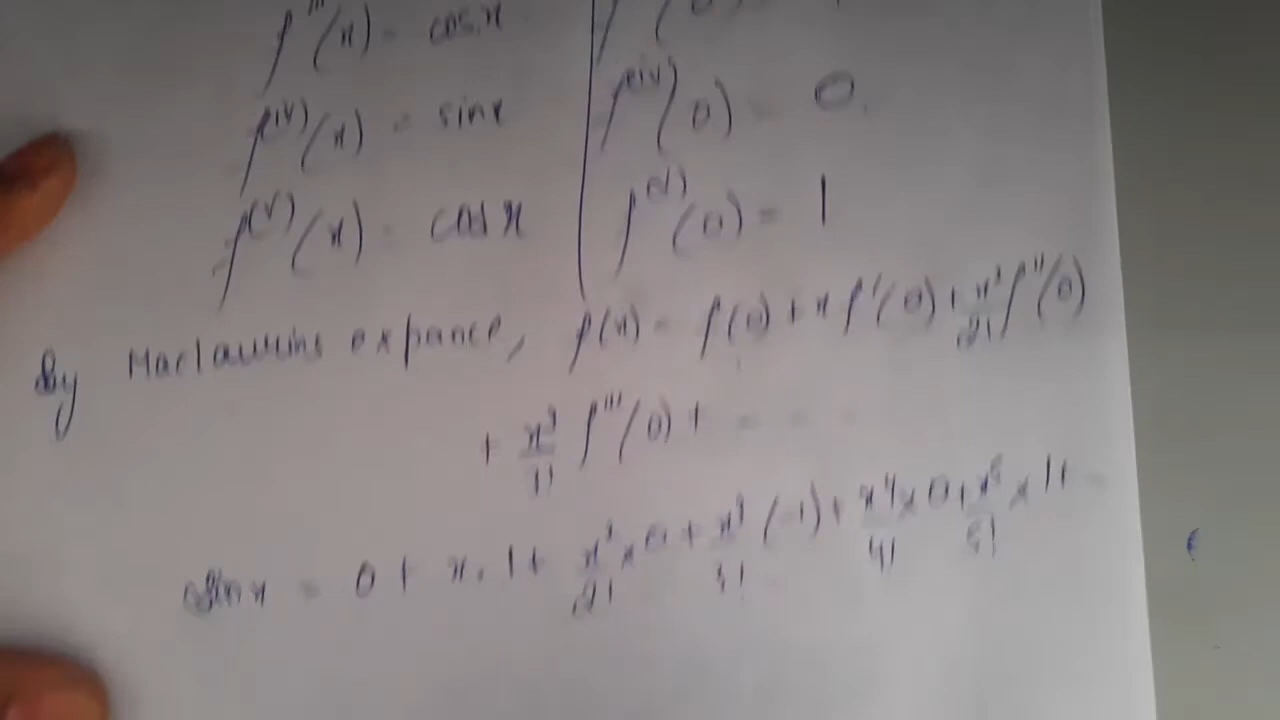 f'''(x) = cos x
f(0)
f^(iv)(x) = sin x
f^(iv)(0) = 0.
f^(v)(x) = cos x
f^(v)(0) = 1
By Maclaurins expance, f(x) = f(0) + x f'(0) + x²/2! f''(0)
+ x³/3! f'''(0) + - - -
Sin x = 0 + x.1 + x²/2! × 0 + x³/3! (-1) + x⁴/4! × 0 + x⁵/5! × 1 + -